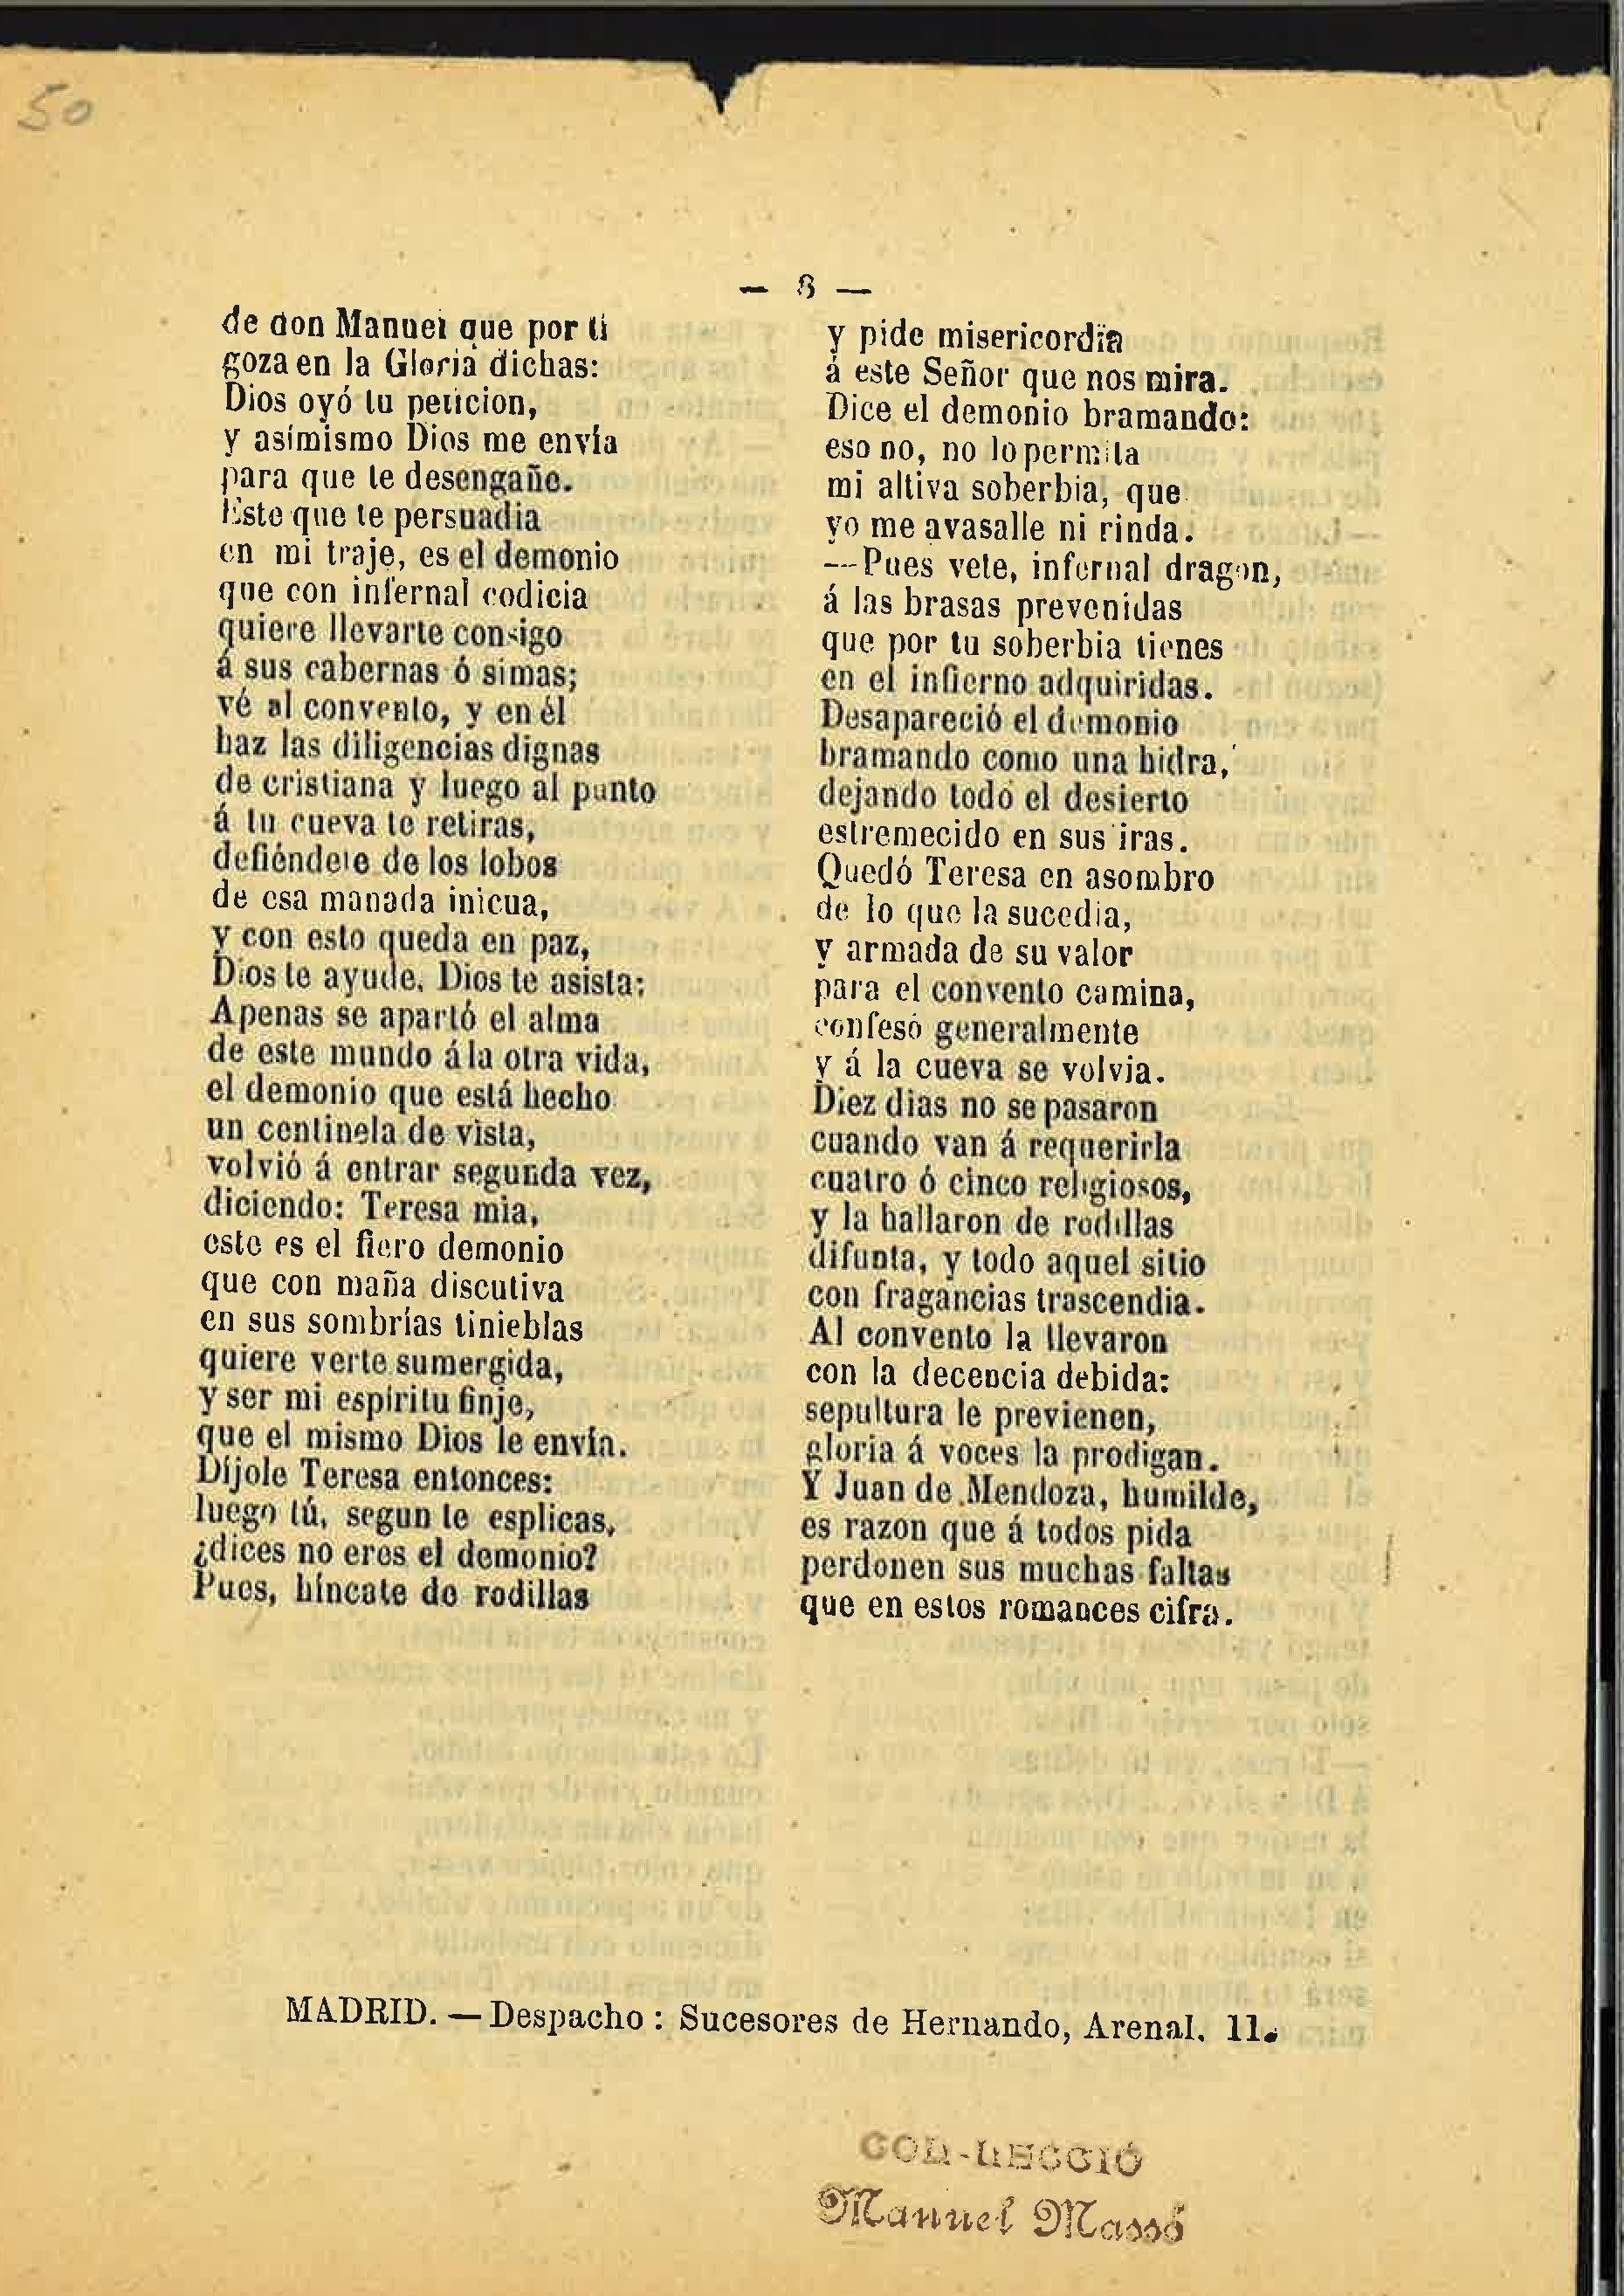 50
— 8 —
de don Manuel que por ti
goza en la Gloria dichas:
Dios oyó tu peticion,
y asímismo Dios me envía
para que te desengañe.
Este que te persuadia
en mi traje, es el demonio
que con infernal codicia
quiere llevarte consigo
á sus cabernas ó simas;
vé al convento, y en él
haz las diligencias dignas
de cristiana y luego al punto
á tu cueva te retiras,
defiéndete de los lobos
de esa manada inicua,
y con esto queda en paz,
Dios te ayude, Dios te asista:
Apenas se apartó el alma
de este mundo á la otra vida,
el demonio que está hecho
un centinela de vista,
volvió á entrar segunda vez,
diciendo: Teresa mia,
este es el fiero demonio
que con maña discutiva
en sus sombrías tinieblas
quiere verte sumergida,
y ser mi espíritu finje,
que el mismo Dios le envía.
Díjole Teresa entonces:
luego tú, segun te esplicas,
¿dices no eres el demonio?
Pues, híncate de rodillas
y pide misericordia
á este Señor que nos mira.
Dice el demonio bramando:
eso no, no lo permita
mi altiva soberbia, que
yo me avasalle ni rinda.
—Pues vete, infernal dragon,
á las brasas prevenidas
que por tu soberbia tienes
en el infierno adquiridas.
Desapareció el demonio
bramando como una hidra,
dejando todo el desierto
estremecido en sus iras.
Quedó Teresa en asombro
de lo que la sucedia,
y armada de su valor
para el convento camina,
confesó generalmente
y á la cueva se volvia.
Diez dias no se pasaron
cuando van á requerirla
cuatro ó cinco religiosos,
y la hallaron de rodillas
difunta, y todo aquel sitio
con fragancias trascendia.
Al convento la llevaron
con la decencia debida:
sepultura le previenen,
gloria á voces la prodigan.
Y Juan de Mendoza, humilde,
es razon que á todos pida
perdonen sus muchas faltas
que en estos romances cifra.
MADRID. — Despacho: Sucesores de Hernando, Arenal, 11.
COL-LECCIÓ
Manuel Massó